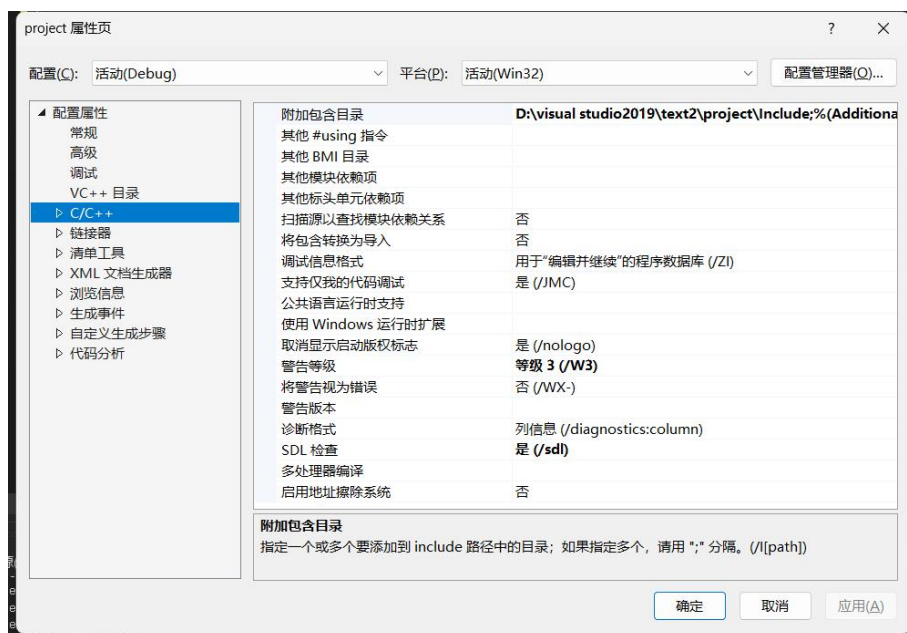 project 属性页 ? ×
配置(C): 活动(Debug) 平台(P): 活动(Win32) 配置管理器(O)...
配置属性
常规
高级
调试
VC++ 目录
C/C++
链接器
清单工具
XML 文档生成器
浏览信息
生成事件
自定义生成步骤
代码分析
附加包含目录 D:\visual studio2019\text2\project\Include;%(Additiona
其他 #using 指令
其他 BMI 目录
其他模块依赖项
其他标头单元依赖项
扫描源以查找模块依赖关系 否
将包含转换为导入 否
调试信息格式 用于“编辑并继续”的程序数据库 (/ZI)
支持仅我的代码调试 是 (/JMC)
公共语言运行时支持
使用 Windows 运行时扩展
取消显示启动版权标志 是 (/nologo)
警告等级 等级 3 (/W3)
将警告视为错误 否 (/WX-)
警告版本
诊断格式 列信息 (/diagnostics:column)
SDL 检查 是 (/sdl)
多处理器编译
启用地址擦除系统 否
附加包含目录
指定一个或多个要添加到 include 路径中的目录；如果指定多个，请用 ";" 分隔。(/I[path])
确定 取消 应用(A)